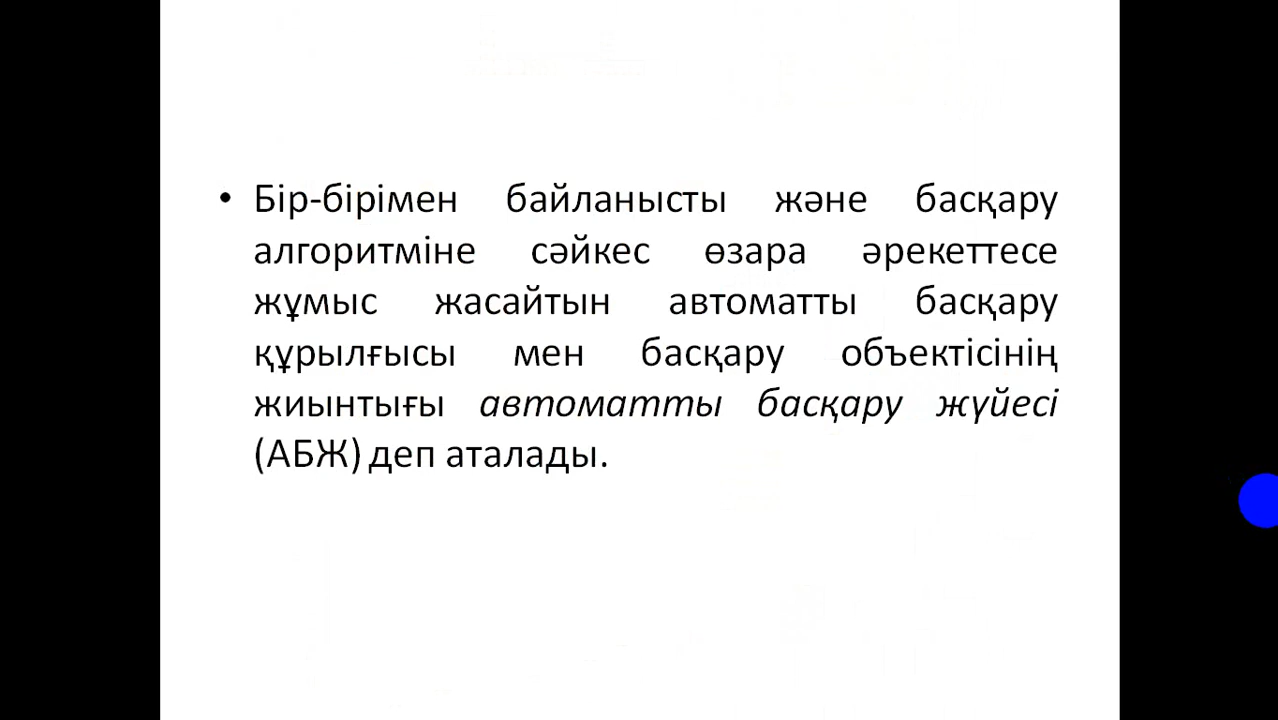 • Бір-бірімен байланысты және басқару
алгоритміне сәйкес өзара әрекеттесе
жұмыс жасайтын автоматты басқару
құрылғысы мен басқару объектісінің
жиынтығы автоматты басқару жүйесі
(АБЖ) деп аталады.